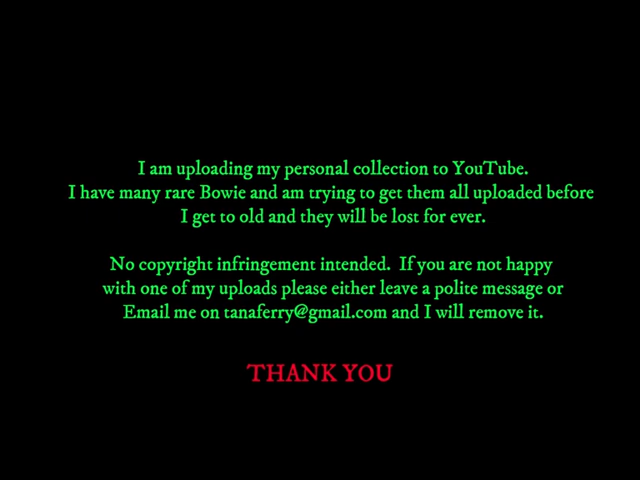 I am uploading my personal collection to YouTube.
I have many rare Bowie and am trying to get them all uploaded before
I get to old and they will be lost for ever.
No copyright infringement intended.  If you are not happy
with one of my uploads please either leave a polite message or
Email me on tanaferry@gmail.com and I will remove it.
THANK YOU